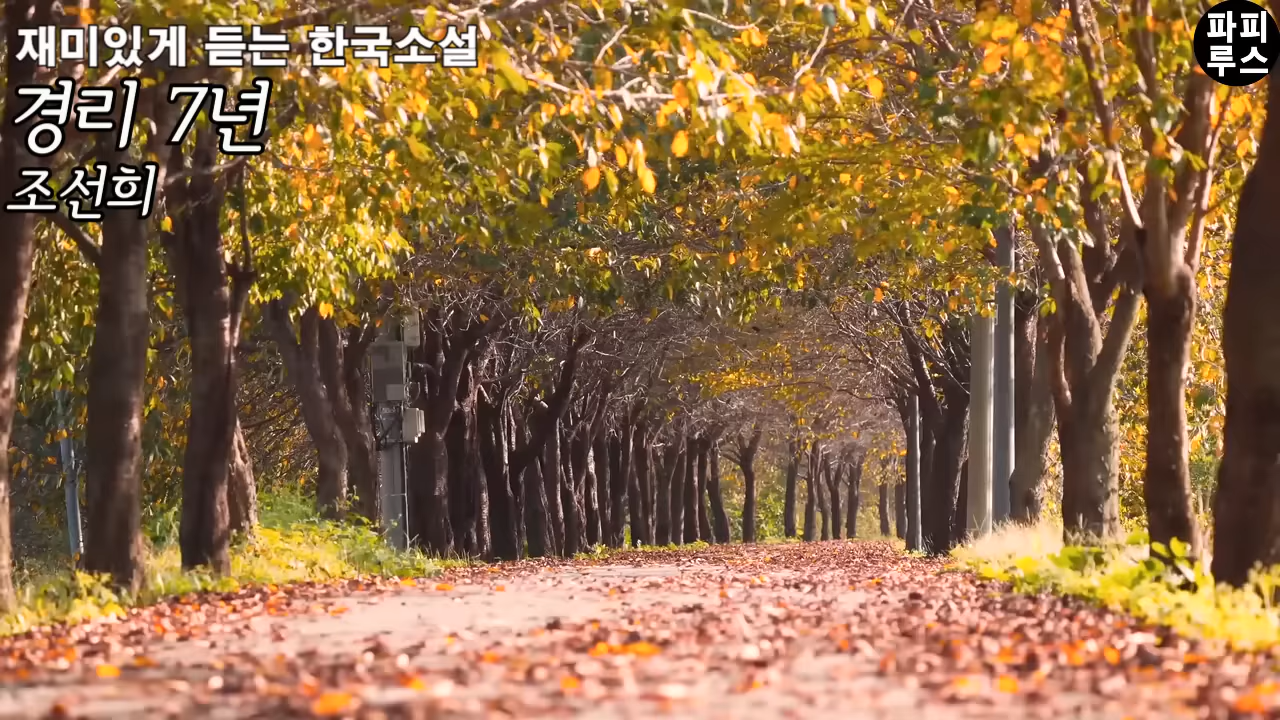 재미있게 듣는 한국소설
경리 7년
조선희
파피
루스